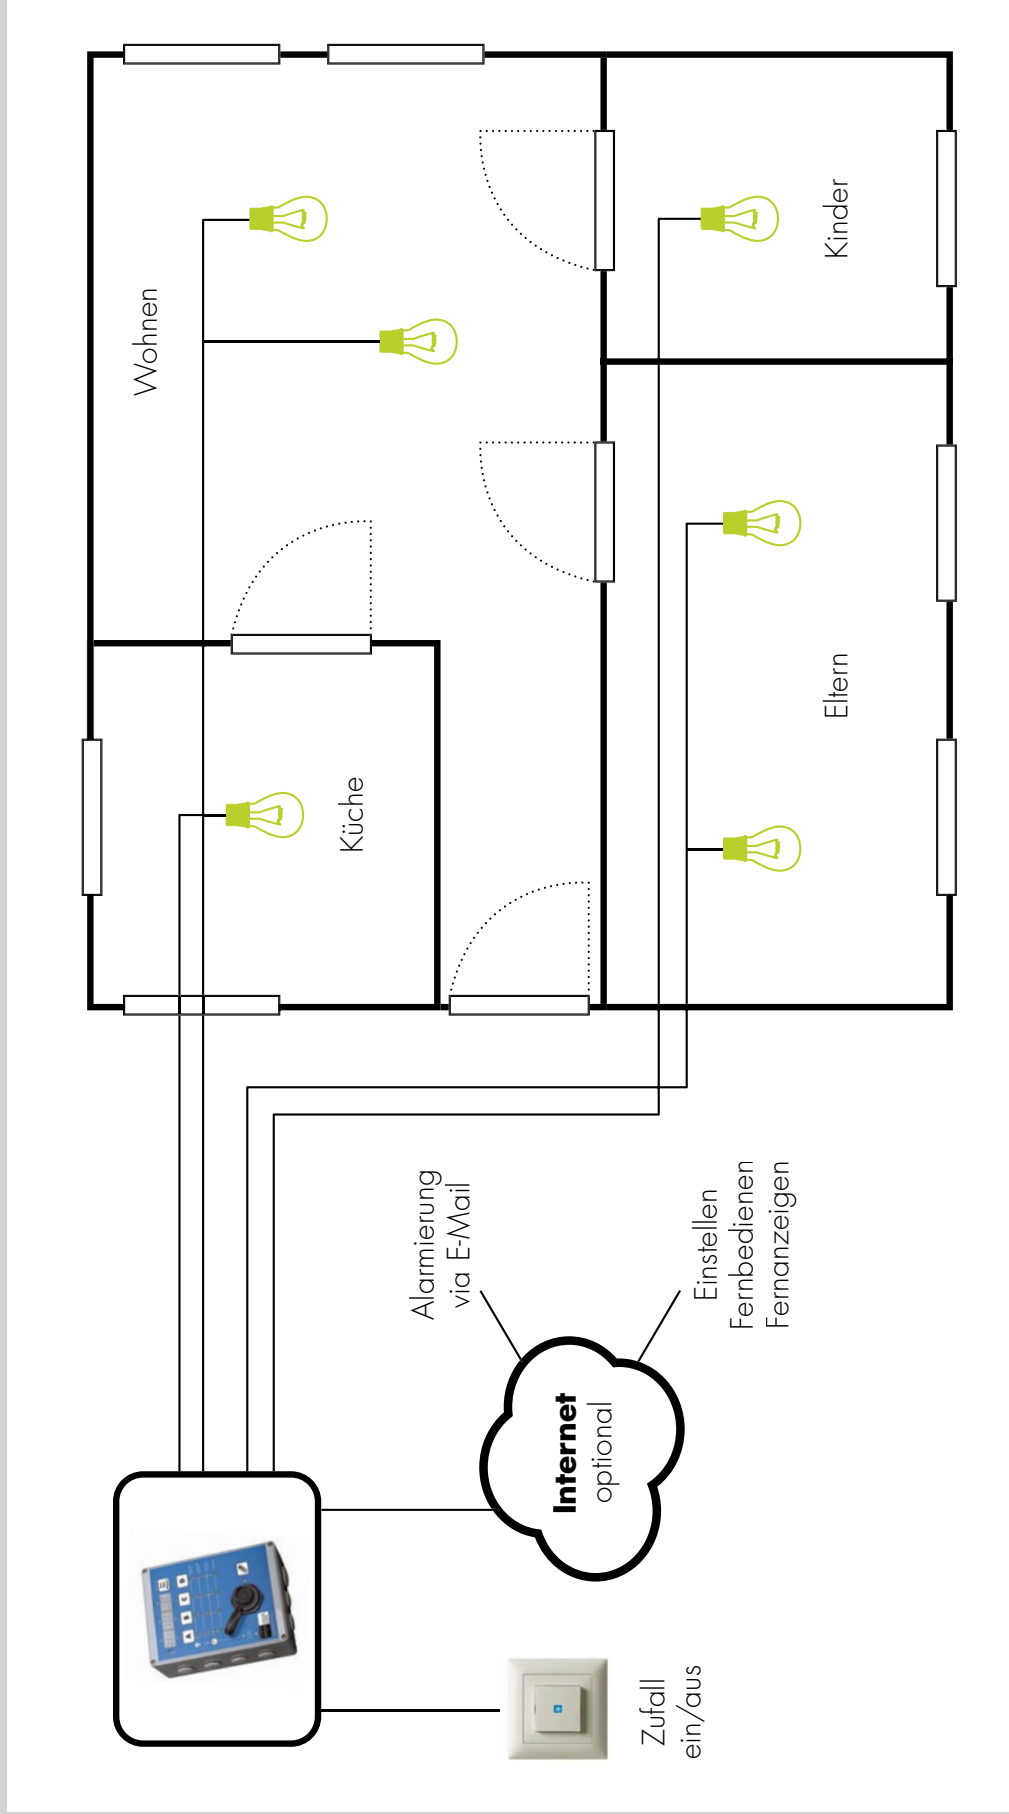 Wohnen
Kinder
Küche
Eltern
Alarmierung
via E-Mail
Einstellen
Fernbedienen
Fernanzeigen
Internet
optional
Zufall
ein/aus